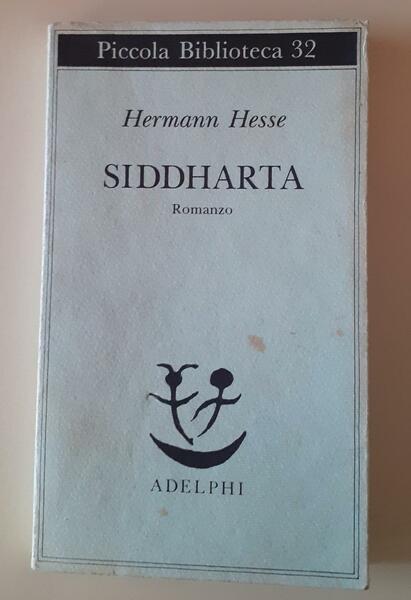 Piccola Biblioteca 32
Hermann Hesse
SIDDHARTA
Romanzo
ADELPHI